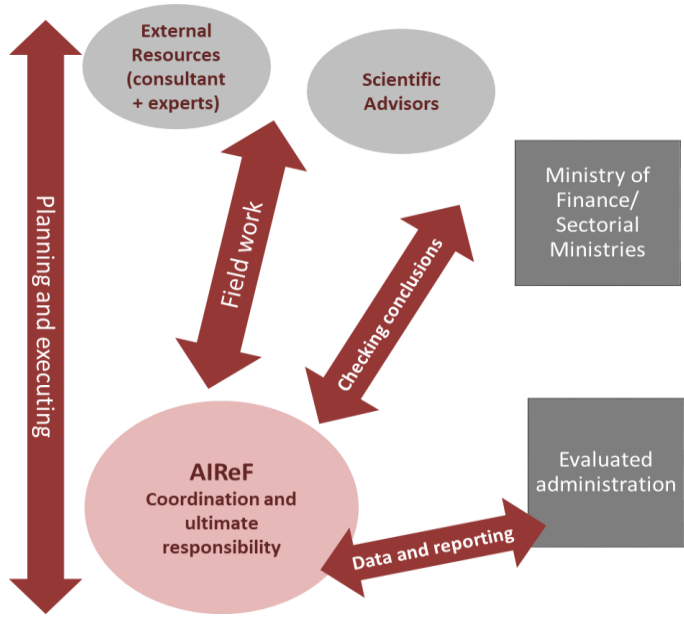 External
Resources
(consultant
+ experts)
Scientific
Advisors
Ministry of
Finance/
Sectorial
Ministries
Planning and executing
Field work
Checking conclusions
AIReF
Coordination and
ultimate
responsibility
Evaluated
administration
Data and reporting